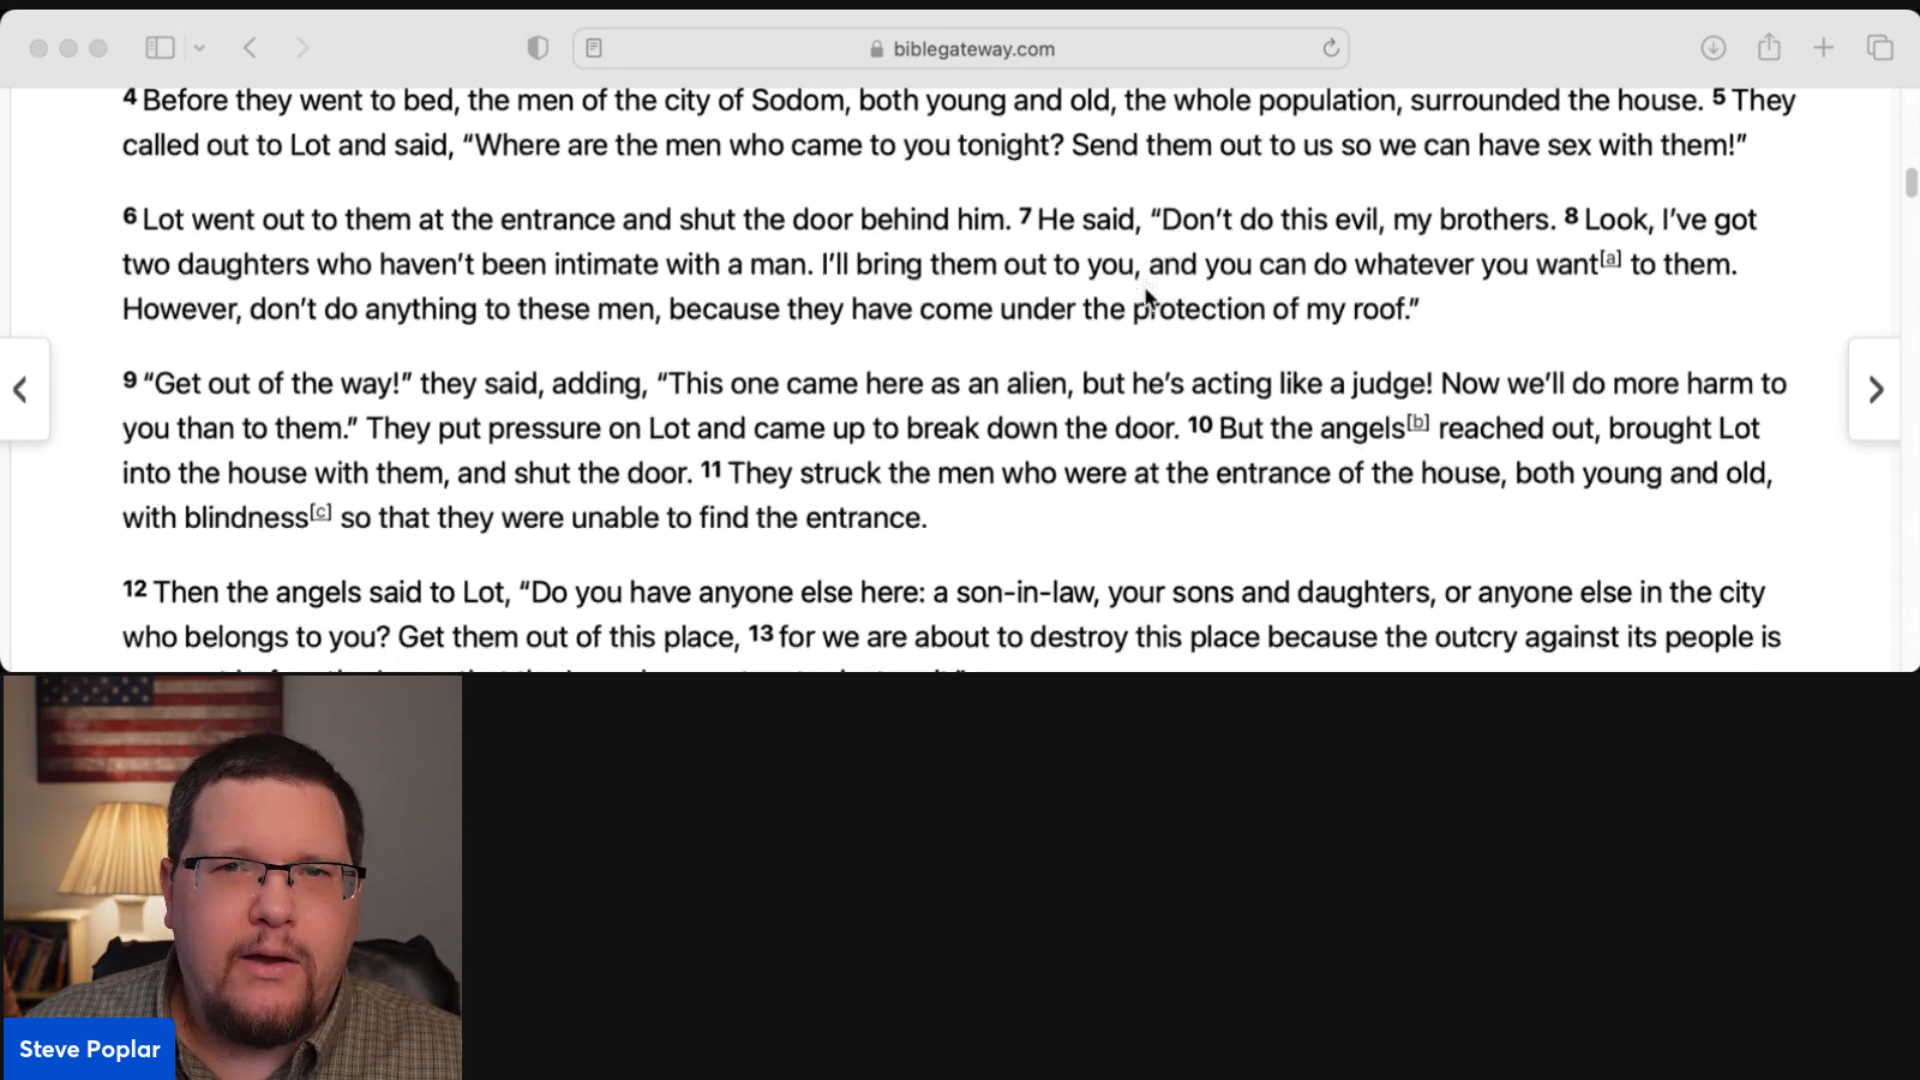 biblegateway.com
4 Before they went to bed, the men of the city of Sodom, both young and old, the whole population, surrounded the house. 5 They
called out to Lot and said, “Where are the men who came to you tonight? Send them out to us so we can have sex with them!”
6 Lot went out to them at the entrance and shut the door behind him. 7 He said, “Don’t do this evil, my brothers. 8 Look, I’ve got
two daughters who haven’t been intimate with a man. I’ll bring them out to you, and you can do whatever you want[a] to them.
However, don’t do anything to these men, because they have come under the protection of my roof.”
9 “Get out of the way!” they said, adding, “This one came here as an alien, but he’s acting like a judge! Now we’ll do more harm to
you than to them.” They put pressure on Lot and came up to break down the door. 10 But the angels[b] reached out, brought Lot
into the house with them, and shut the door. 11 They struck the men who were at the entrance of the house, both young and old,
with blindness[c] so that they were unable to find the entrance.
12 Then the angels said to Lot, “Do you have anyone else here: a son-in-law, your sons and daughters, or anyone else in the city
who belongs to you? Get them out of this place, 13 for we are about to destroy this place because the outcry against its people is
Steve Poplar